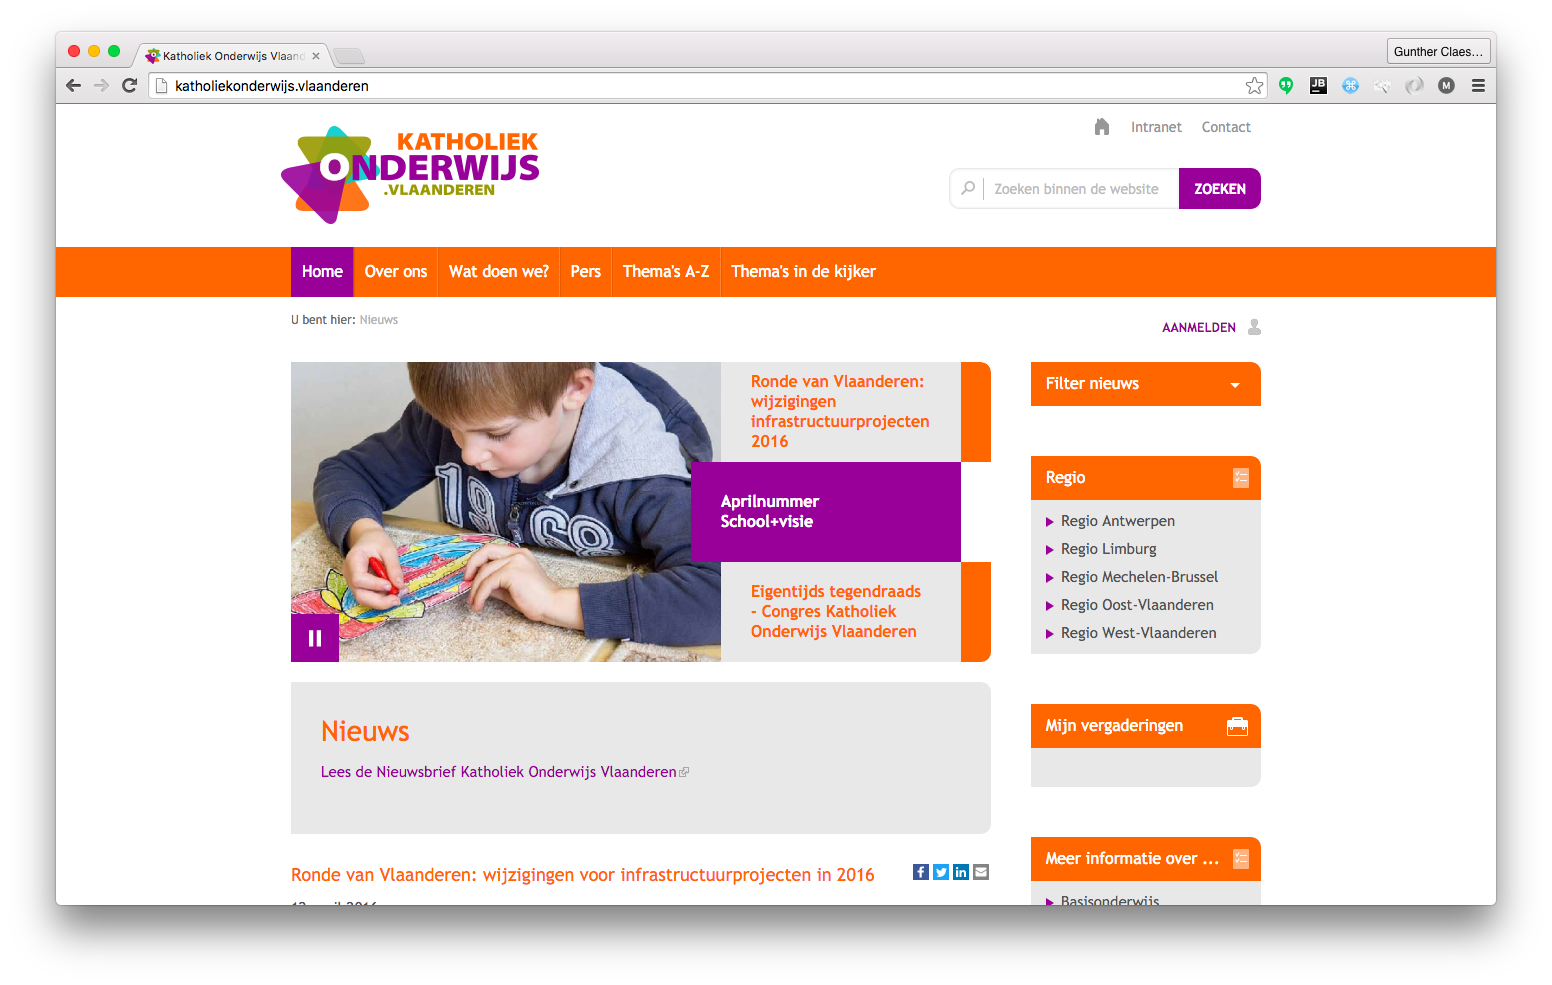 Katholiek Onderwijs Vlaand
Gunther Claes...
katholiekonderwijs.vlaanderen
JB
M
KATHOLIEK
ONDERWIJS
.VLAANDEREN
Intranet Contact
Zoeken binnen de website ZOEKEN
Home Over ons Wat doen we? Pers Thema's A-Z Thema's in de kijker
U bent hier: Nieuws
AANMELDEN
1968
Ronde van Vlaanderen:
wijzigingen
infrastructuurprojecten
2016
Aprilnummer
School+visie
Eigentijds tegendraads
- Congres Katholiek
Onderwijs Vlaanderen
Nieuws
Lees de Nieuwsbrief Katholiek Onderwijs Vlaanderen
Ronde van Vlaanderen: wijzigingen voor infrastructuurprojecten in 2016
Filter nieuws
Regio
Regio Antwerpen
Regio Limburg
Regio Mechelen-Brussel
Regio Oost-Vlaanderen
Regio West-Vlaanderen
Mijn vergaderingen
Meer informatie over ...
Basisonderwijs